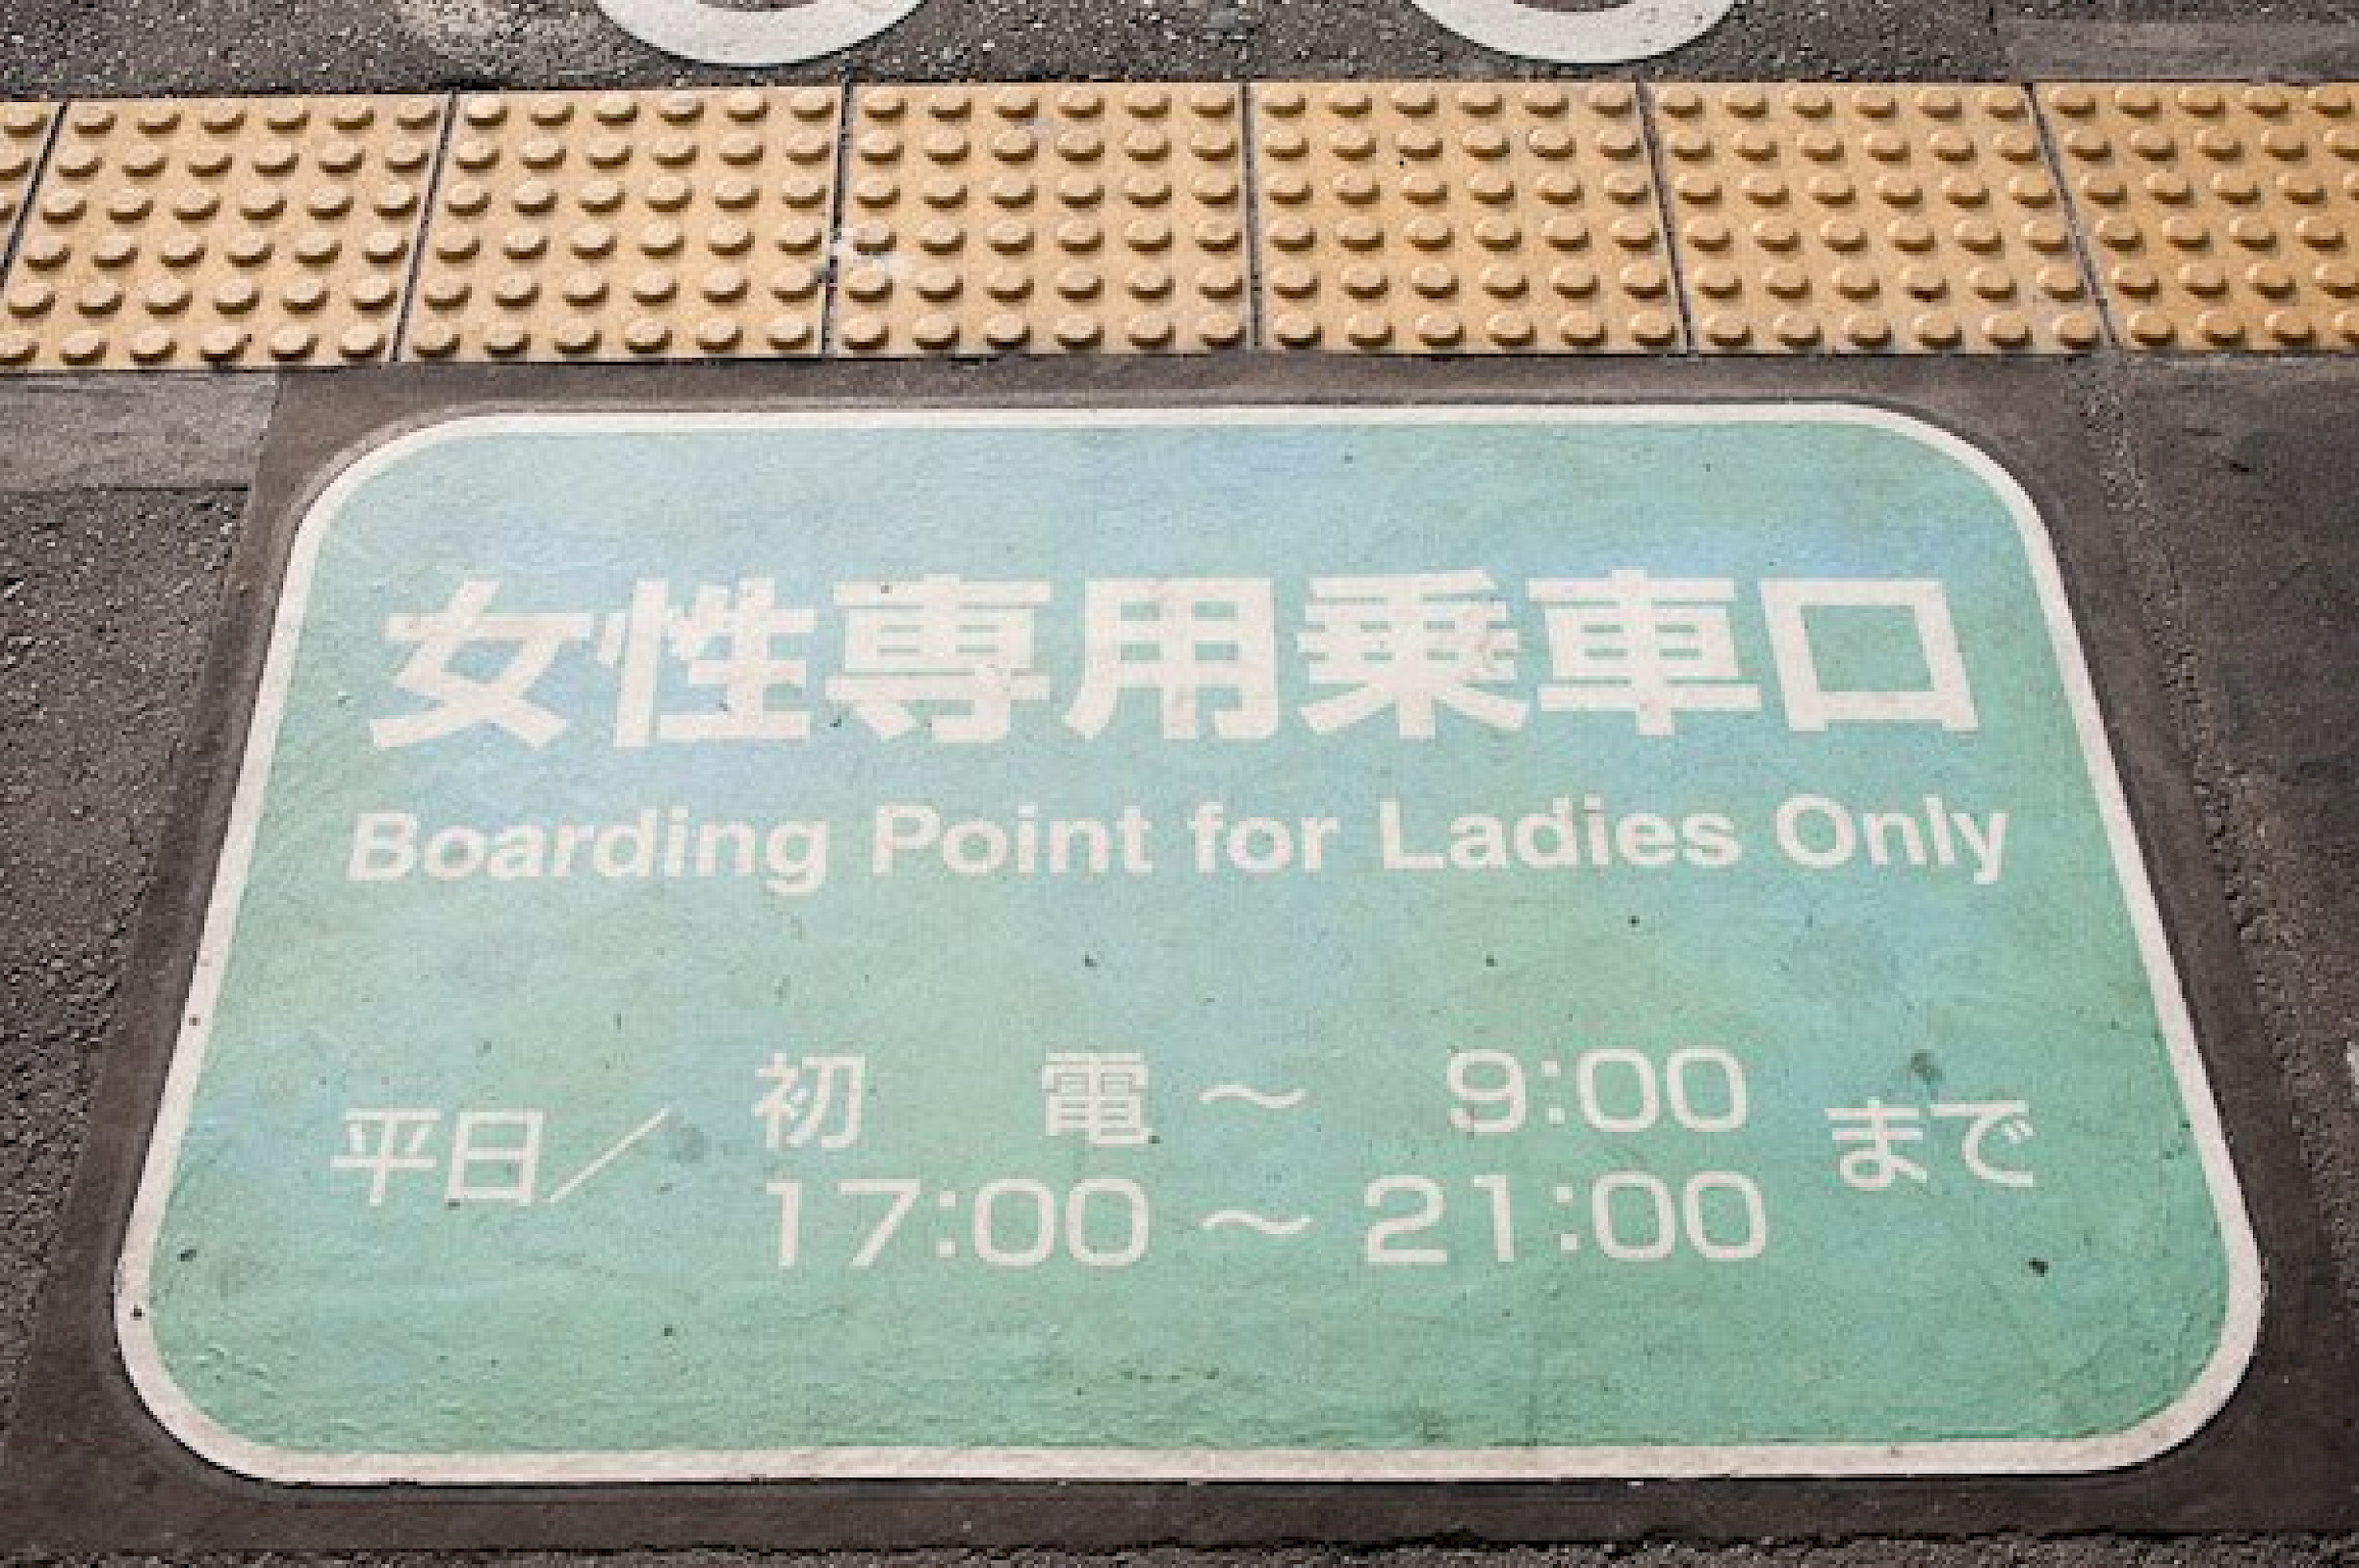 女性専用乗車口
Boarding Point for Ladies Only
平日／ 初 電 ～ 9:00 まで
17:00 ～ 21:00